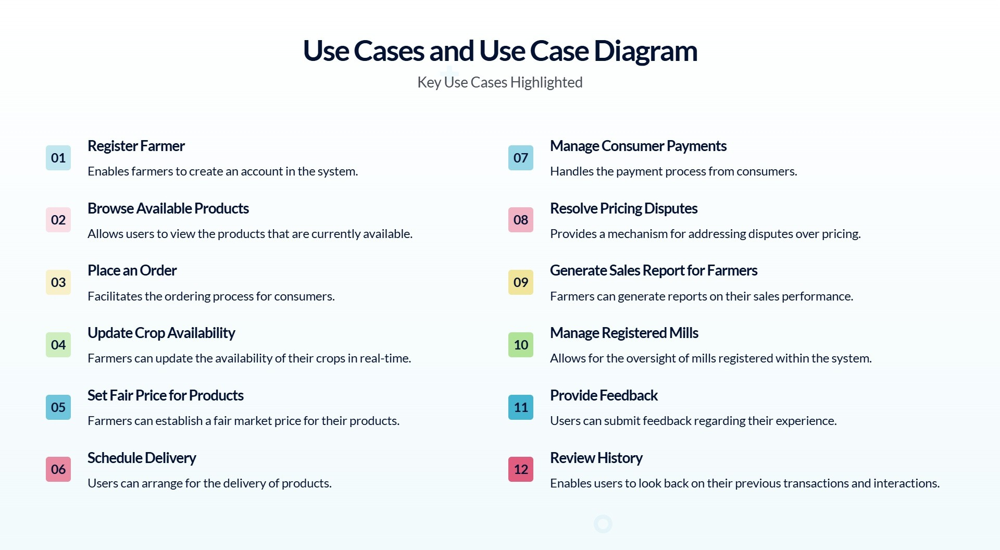 Use Cases and Use Case Diagram
Key Use Cases Highlighted
01
Register Farmer
Enables farmers to create an account in the system.
02
Browse Available Products
Allows users to view the products that are currently available.
03
Place an Order
Facilitates the ordering process for consumers.
04
Update Crop Availability
Farmers can update the availability of their crops in real-time.
05
Set Fair Price for Products
Farmers can establish a fair market price for their products.
06
Schedule Delivery
Users can arrange for the delivery of products.
07
Manage Consumer Payments
Handles the payment process from consumers.
08
Resolve Pricing Disputes
Provides a mechanism for addressing disputes over pricing.
09
Generate Sales Report for Farmers
Farmers can generate reports on their sales performance.
10
Manage Registered Mills
Allows for the oversight of mills registered within the system.
11
Provide Feedback
Users can submit feedback regarding their experience.
12
Review History
Enables users to look back on their previous transactions and interactions.